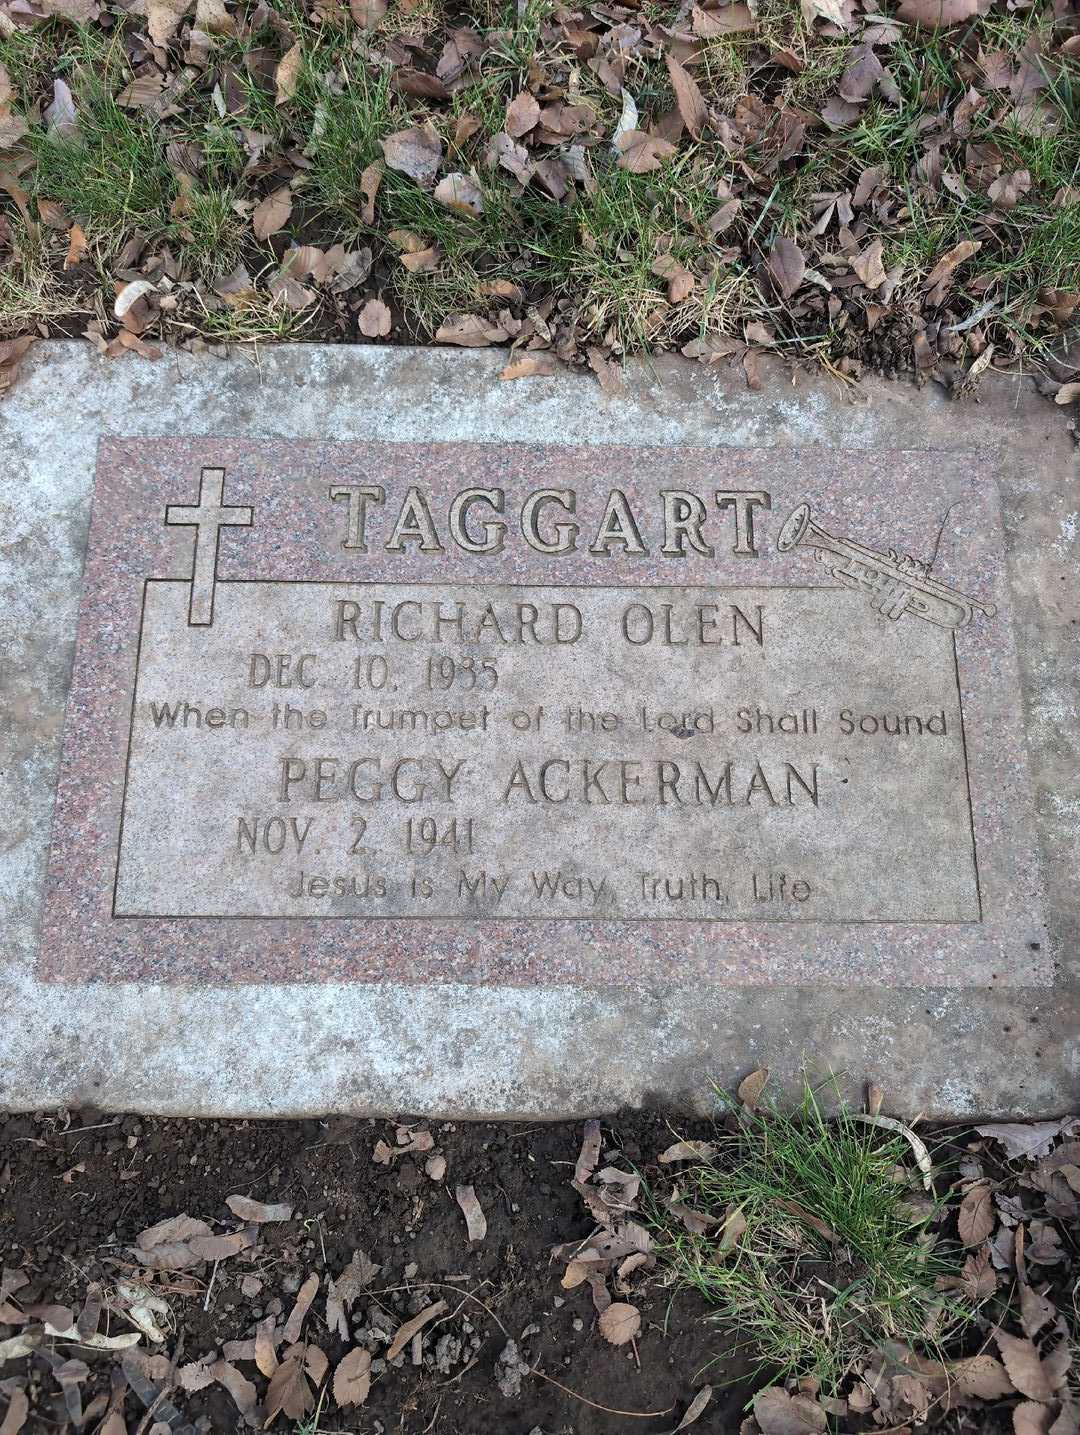 TAGGART
RICHARD OLEN
DEC. 10, 1935
When the Trumpet of the Lord Shall Sound
PEGGY ACKERMAN
NOV. 2 1941
Jesus is My Way, Truth, Life